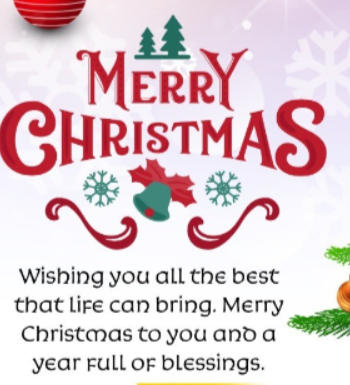 MERRY
CHRISTMAS
Wishing you all the best
that life can bring. Merry
Christmas to you and a
year full of blessings.